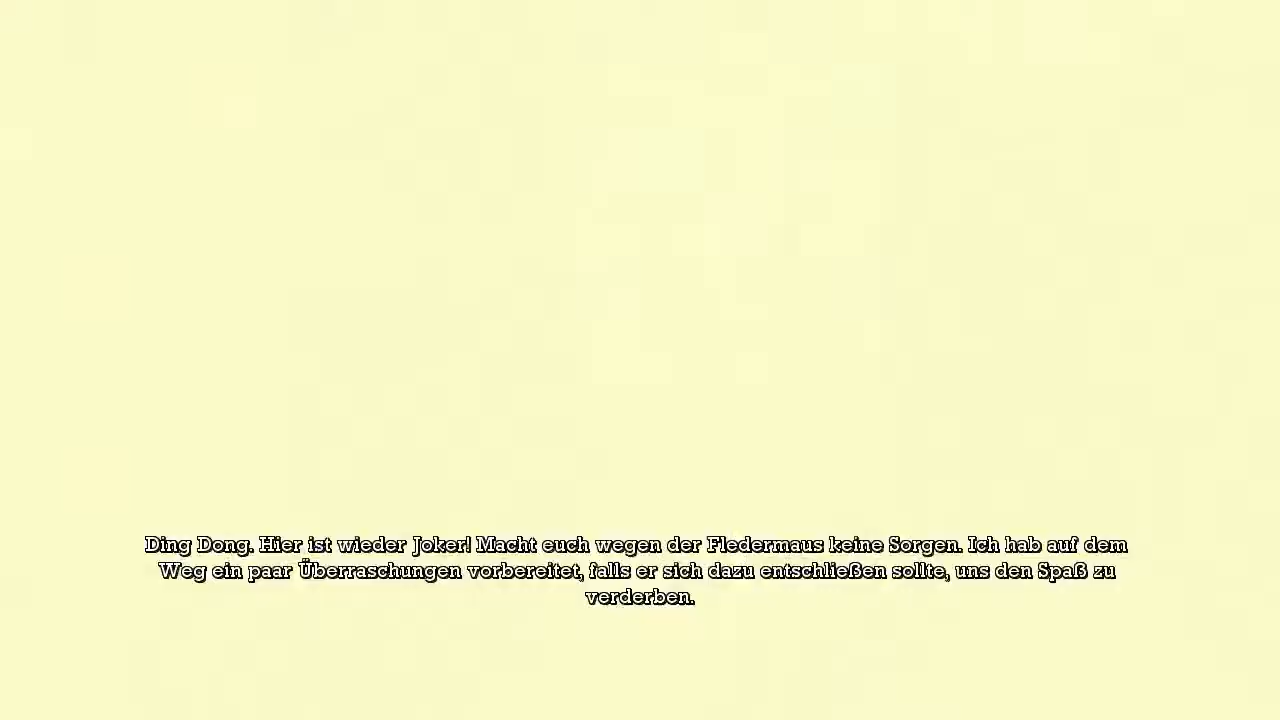 Ding Dong. Hier ist wieder Joker! Macht euch wegen der Fledermaus keine Sorgen. Ich hab auf dem
Weg ein paar Überraschungen vorbereitet, falls er sich dazu entschließen sollte, uns den Spaß zu
verderben.